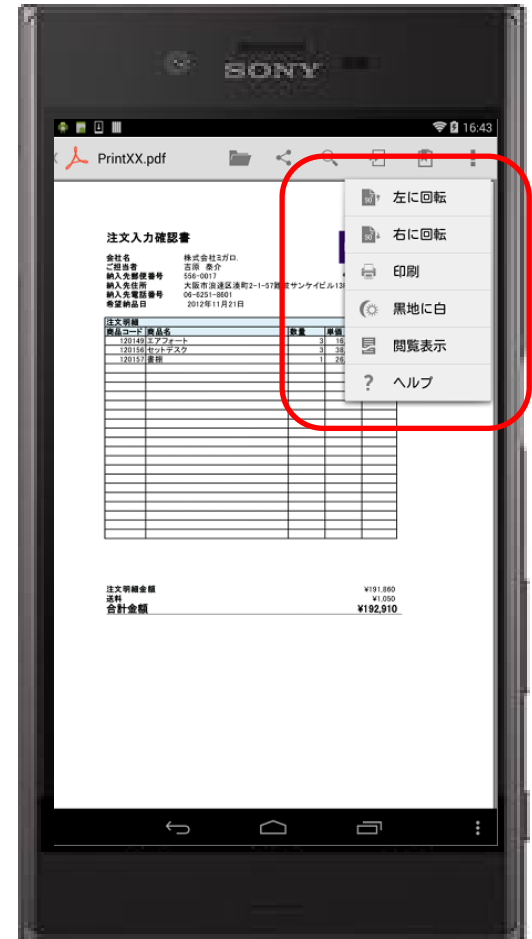 SONY
16:43
PrintXX.pdf
左に回転
右に回転
印刷
黒地に白
閲覧表示
ヘルプ
注文入力確認書
会社名 株式会社ミガロ.
ご担当者 吉原 泰介
納入先郵便番号 556-0017
納入先住所 大阪市浪速区湊町2-1-57難波サンケイビル13
納入先電話番号 06-6251-8601
希望納品日 2012年11月21日
注文明細
商品コード 商品名 数量 単価
120149 エアフォート 3 16,
120156 セットデスク 3 38,
120157 書棚 1 26,
注文明細金額 ¥191,860
送料 ¥1,050
合計金額 ¥192,910